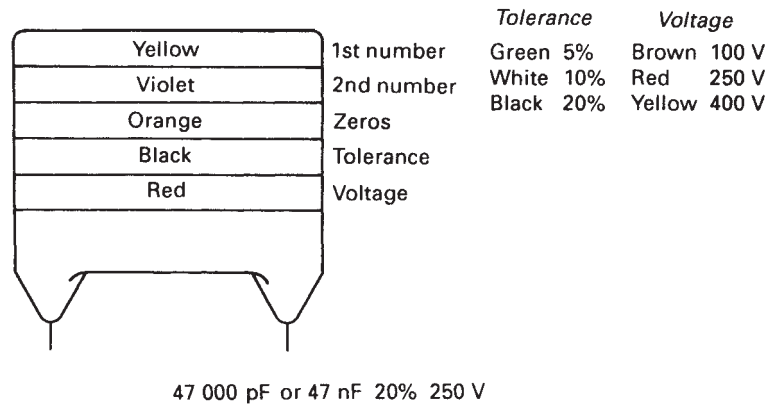 Tolerance Voltage
Yellow 1st number Green 5% Brown 100 V
Violet 2nd number White 10% Red 250 V
Orange Zeros Black 20% Yellow 400 V
Black Tolerance
Red Voltage
47 000 pF or 47 nF 20% 250 V